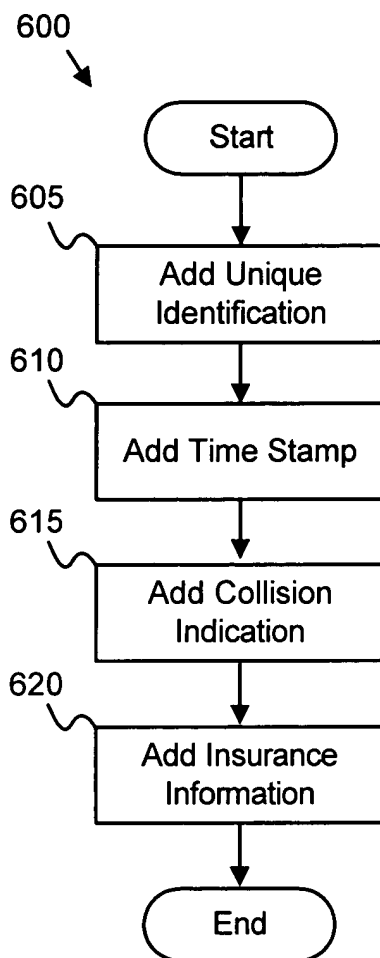 600
Start
605
Add Unique
Identification
610
Add Time Stamp
615
Add Collision
Indication
620
Add Insurance
Information
End